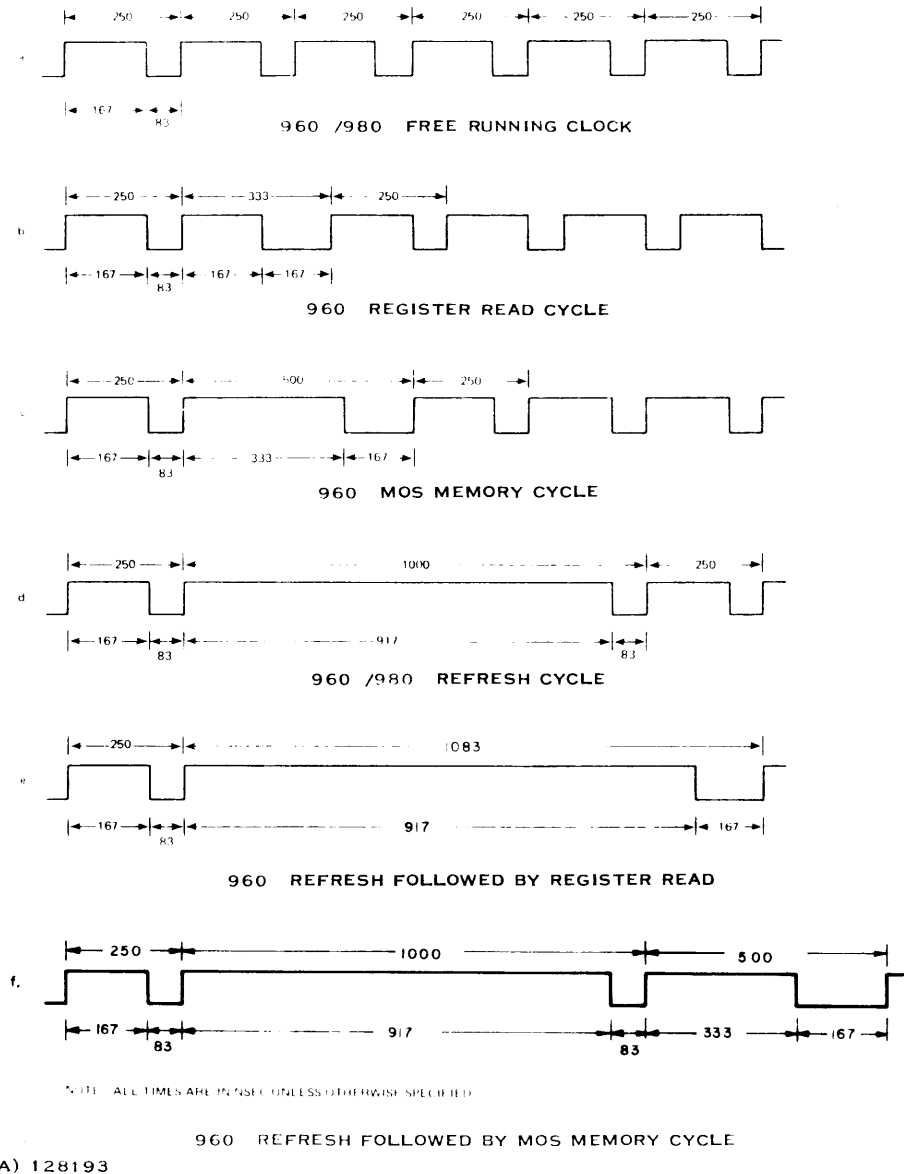 250 250 250 250 250 250
167 83
960 /980 FREE RUNNING CLOCK
250 333 250
b
167 83 167 167
960 REGISTER READ CYCLE
250 500 250
167 83 333 167
960 MOS MEMORY CYCLE
250 1000 250
d
167 83 917 83
960 /980 REFRESH CYCLE
250 1083
e
167 83 917 167
960 REFRESH FOLLOWED BY REGISTER READ
250 1000 500
f.
167 83 917 83 333 167
NOTE ALL TIMES ARE IN NSEC UNLESS OTHERWISE SPECIFIED
960 REFRESH FOLLOWED BY MOS MEMORY CYCLE
A) 128193